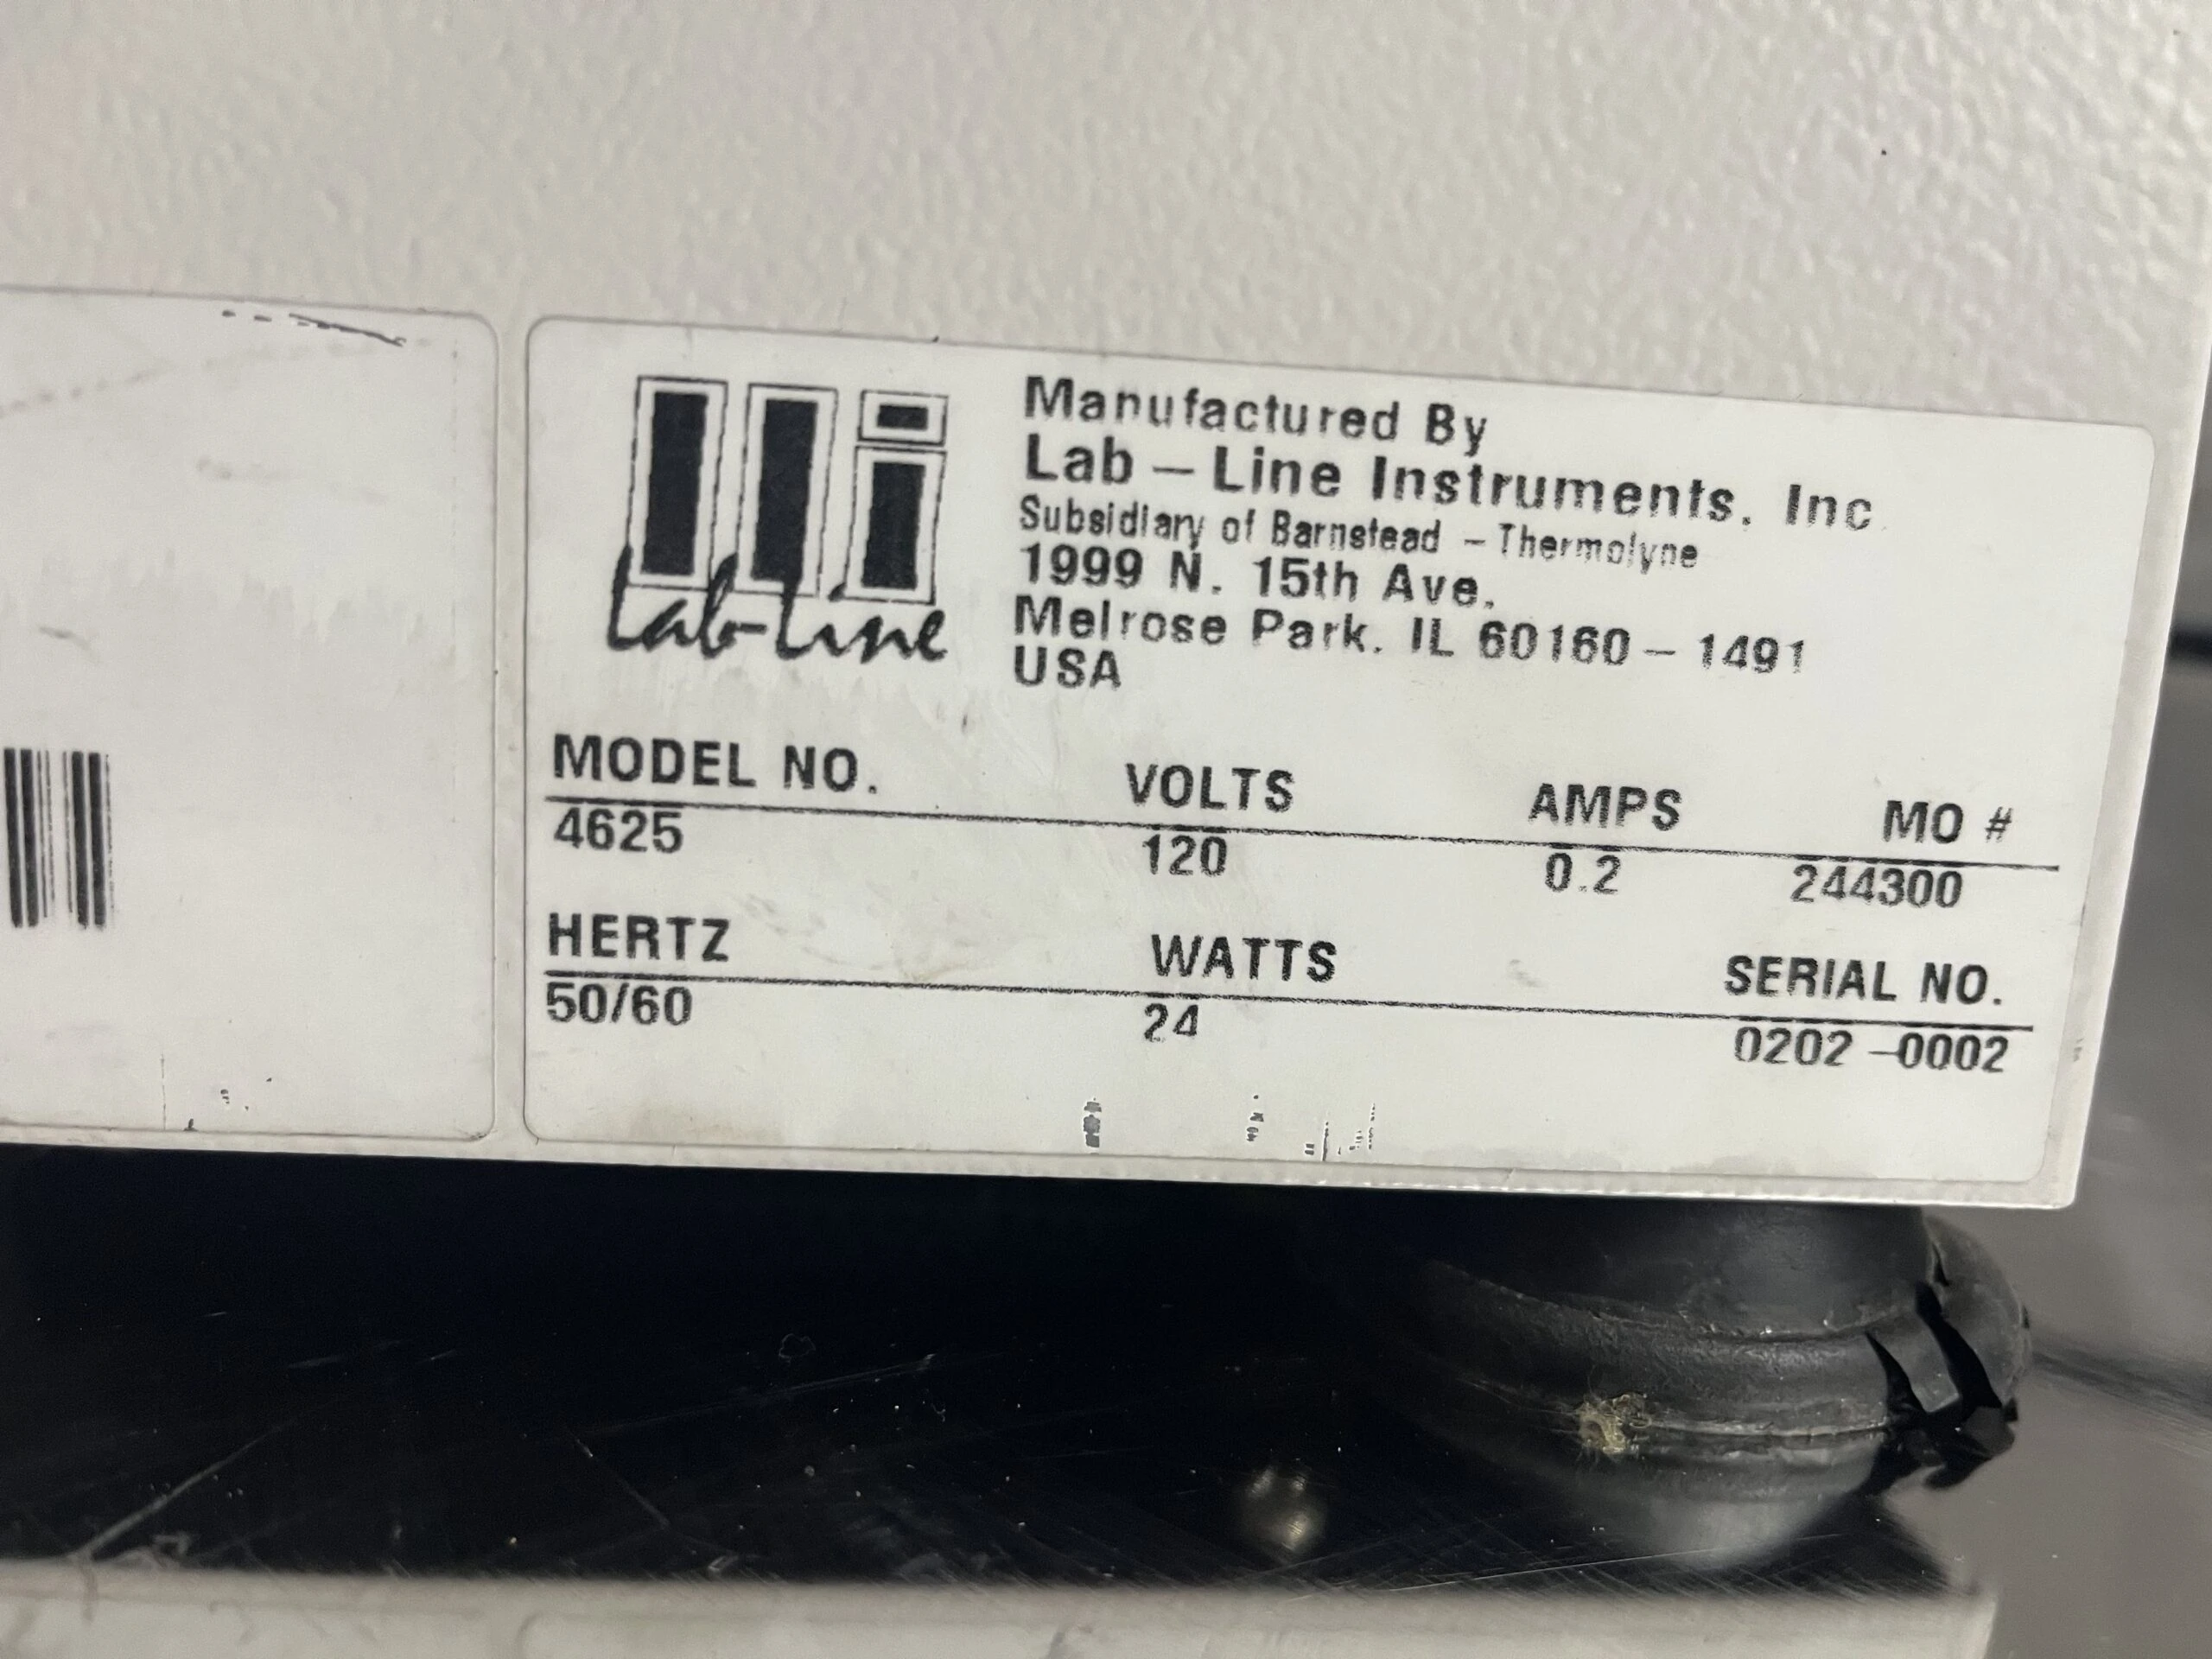 Manufactured By
Lab – Line Instruments, Inc
Subsidiary of Barnstead – Thermolyne
1999 N. 15th Ave.
Melrose Park, IL 60160 – 1491
USA
Lab-Line
MODEL NO. VOLTS AMPS MO #
4625 120 0.2 244300
HERTZ WATTS SERIAL NO.
50/60 24 0202 –0002